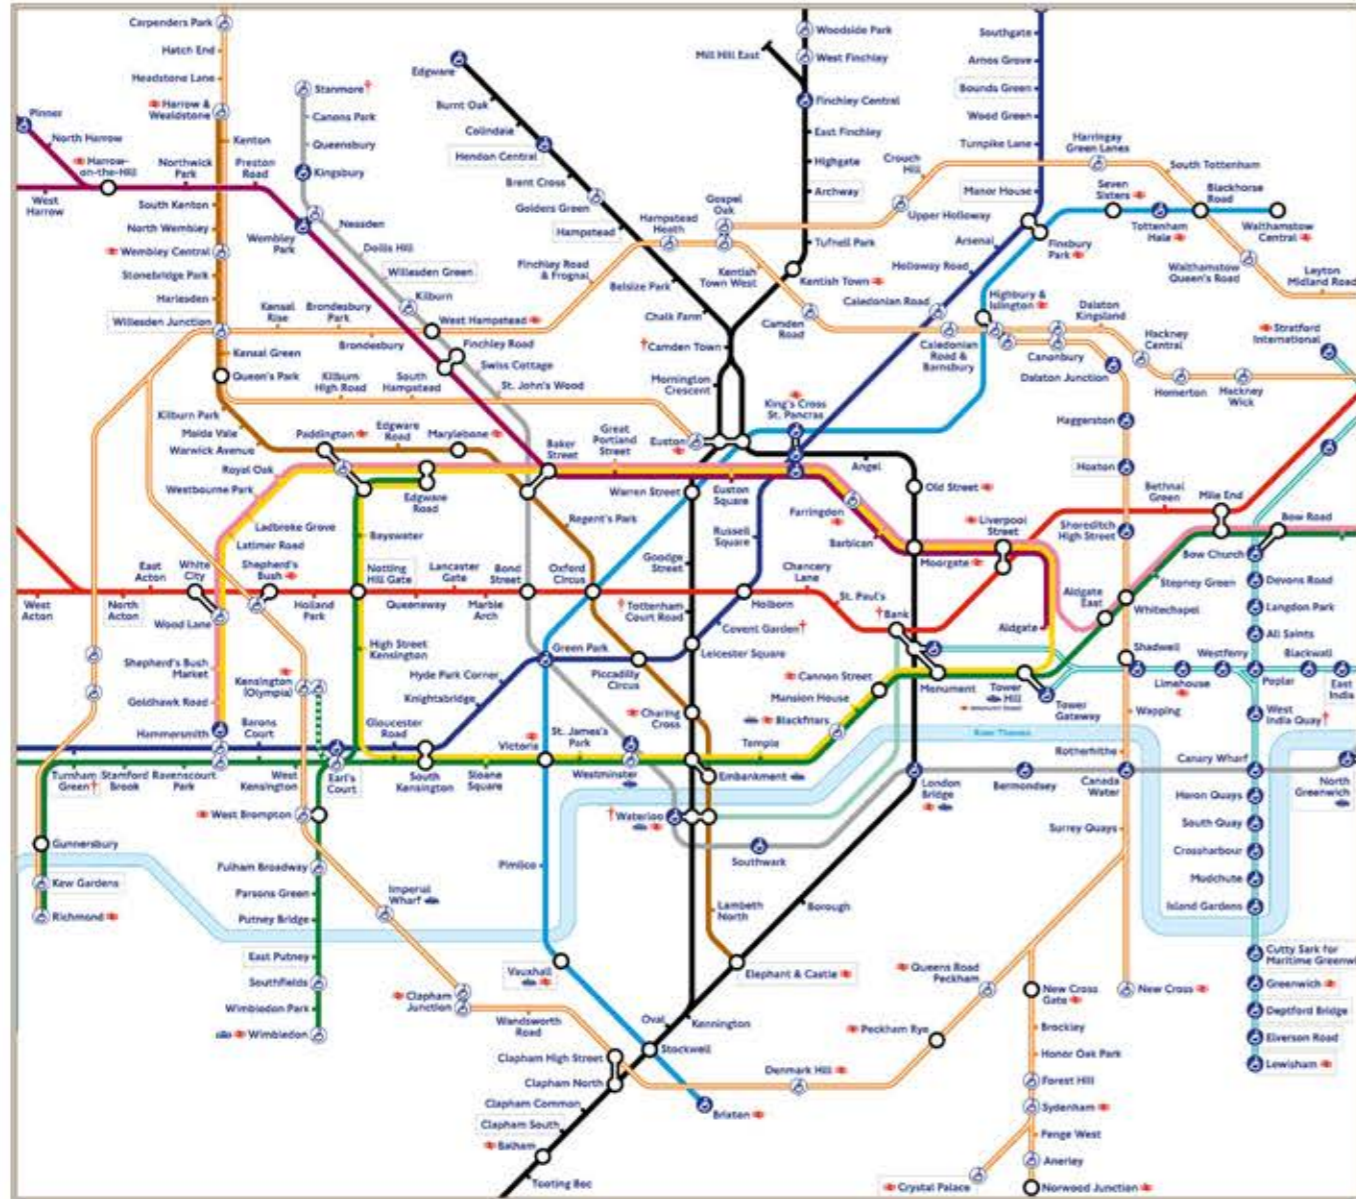 Carpenders Park
Hatch End
Headstone Lane
Harrow &
Wealdstone
Kenton
Pinner
North Harrow
Harrow-
on-the-Hill
West
Harrow
Northwick
Park
Preston
Road
South Kenton
North Wembley
Wembley Central
Stonebridge Park
Harlesden
Willesden Junction
Kensal Green
Queen's Park
Stanmore†
Canons Park
Queensbury
Kingsbury
Wembley
Park
Neasden
Dollis Hill
Willesden Green
Kilburn
West Hampstead
Finchley Road
Swiss Cottage
St. John's Wood
South
Hampstead
Kensal
Rise
Brondesbury
Park
Brondesbury
Kilburn
High Road
Edgware
Burnt Oak
Colindale
Hendon Central
Brent Cross
Golders Green
Hampstead
Belsize Park
Chalk Farm
†Camden Town
Mornington
Crescent
Euston
Finchley Road
& Frognal
Hampstead
Heath
Gospel
Oak
Kentish
Town West
Camden
Road
Caledonian
Road &
Barnsbury
Mill Hill East
Woodside Park
West Finchley
Finchley Central
East Finchley
Highgate
Archway
Tufnell Park
Kentish Town
Crouch
Hill
Upper Holloway
Southgate
Arnos Grove
Bounds Green
Wood Green
Turnpike Lane
Manor House
Harringay
Green Lanes
South Tottenham
Seven
Sisters
Tottenham
Hale
Blackhorse
Road
Walthamstow
Central
Walthamstow
Queen's Road
Leyton
Midland Road
Finsbury
Park
Arsenal
Holloway Road
Caledonian Road
Highbury &
Islington
Dalston
Kingsland
Canonbury
Dalston Junction
Hackney
Central
Homerton
Hackney
Wick
Stratford
International
Haggerston
Hoxton
Shoreditch
High Street
Kilburn Park
Maida Vale
Warwick Avenue
Paddington
Edgware
Road
Marylebone
Baker
Street
Great
Portland
Street
King's Cross
St. Pancras
Angel
Old Street
Royal Oak
Westbourne Park
Ladbroke Grove
Latimer Road
Edgware
Road
Bayswater
Regent's Park
Warren Street
Euston
Square
Russell
Square
Goodge
Street
Farringdon
Barbican
Moorgate
Liverpool
Street
Bethnal
Green
Mile End
Bow Road
Bow Church
Stepney Green
Devons Road
Langdon Park
All Saints
West
Acton
East
Acton
North
Acton
White
City
Wood Lane
Shepherd's
Bush
Holland
Park
Notting
Hill Gate
Queensway
Lancaster
Gate
Marble
Arch
Bond
Street
Oxford
Circus
†Tottenham
Court Road
Holborn
Chancery
Lane
St. Paul's
†Bank
Aldgate
East
Aldgate
Whitechapel
Shepherd's Bush
Market
Goldhawk Road
Hammersmith
Kensington
(Olympia)
High Street
Kensington
Hyde Park Corner
Knightsbridge
Green Park
Piccadilly
Circus
Covent Garden†
Leicester Square
Cannon Street
Mansion House
Blackfriars
Monument
Tower
Hill
Tower
Gateway
Shadwell
Limehouse
Westferry
Poplar
Blackwall
East
India
Wapping
Rotherhithe
West
India Quay†
Barons
Court
Gloucester
Road
Victoria
St. James's
Park
Charing
Cross
Temple
River Thames
Turnham
Green†
Stamford
Brook
Ravenscourt
Park
West
Kensington
Earl's
Court
South
Kensington
Sloane
Square
Westminster
Embankment
London
Bridge
Bermondsey
Canada
Water
Canary Wharf
North
Greenwich
Heron Quays
South Quay
Crossharbour
Mudchute
Island Gardens
Gunnersbury
Kew Gardens
Richmond
West Brompton
Fulham Broadway
Parsons Green
Putney Bridge
East Putney
Southfields
Wimbledon Park
Wimbledon
Imperial
Wharf
Pimlico
†Waterloo
Southwark
Surrey Quays
Lambeth
North
Borough
Elephant & Castle
Vauxhall
Clapham
Junction
Wandsworth
Road
Oval
Kennington
Stockwell
Clapham High Street
Clapham North
Clapham Common
Clapham South
Balham
Tooting Bec
Brixton
Denmark Hill
Peckham Rye
Queens Road
Peckham
New Cross
Gate
New Cross
Brockley
Honor Oak Park
Forest Hill
Sydenham
Penge West
Anerley
Crystal Palace
Norwood Junction
Cutty Sark for
Maritime Greenwi
Greenwich
Deptford Bridge
Elverson Road
Lewisham